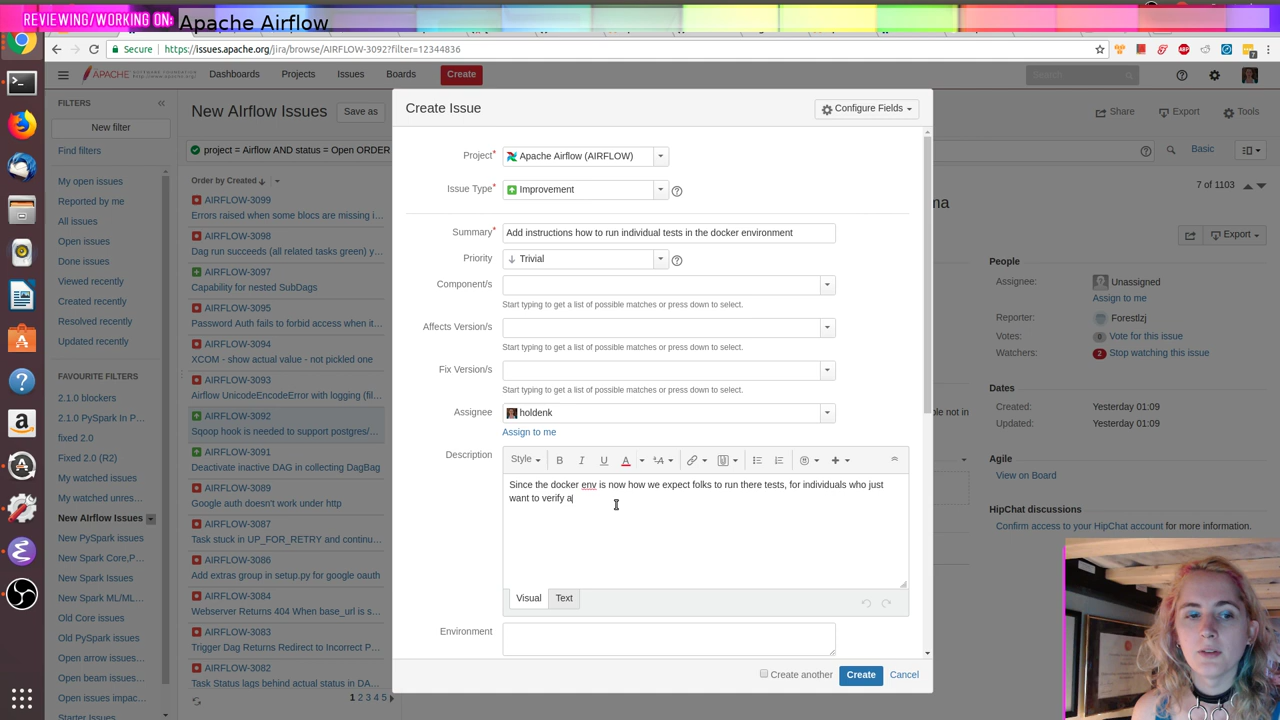 REVIEWING/WORKING ON: Apache Airflow
Secure https://issues.apache.org/jira/browse/AIRFLOW-3092?filter=12344836
APACHE SOFTWARE FOUNDATION
Dashboards Projects Issues Boards Create Search
FILTERS
New filter
Find filters
My open issues
Reported by me
All issues
Open issues
Done issues
Viewed recently
Created recently
Resolved recently
Updated recently
FAVOURITE FILTERS
2.1.0 blockers
2.1.0 PySpark In P…
fixed 2.0
Fixed 2.0 (R2)
My watched issues
My watched unres…
New AIrflow Issues
New PySpark issues
New Spark Core,P…
New Spark Issues
New Spark ML/ML…
Old Core Issues
Old PySpark issues
Open arrow issue…
Open beam issues…
Open issues impac…
Starter Issues
New AIrflow Issues Save as
project = Airflow AND status = Open ORDER
Order by Created
AIRFLOW-3099
Errors raised when some blocs are missing i…
AIRFLOW-3098
Dag run succeeds (all related tasks green) y…
AIRFLOW-3097
Capability for nested SubDags
AIRFLOW-3095
Password Auth fails to forbid access when it…
AIRFLOW-3094
XCOM - show actual value - not pickled one
AIRFLOW-3093
Airflow UnicodeEncodeError with logging (fil…
AIRFLOW-3092
Sqoop hook is needed to support postgres/…
AIRFLOW-3091
Deactivate inactive DAG in collecting DagBag
AIRFLOW-3089
Google auth doesn't work under http
AIRFLOW-3087
Task stuck in UP_FOR_RETRY and continu…
AIRFLOW-3086
Add extras group in setup.py for google oauth
AIRFLOW-3084
Webserver Returns 404 When base_url is s…
AIRFLOW-3083
Trigger Dag Returns Redirect to Incorrect P…
AIRFLOW-3082
Task Status lags behind actual status in DA…
1 2 3 4 5
Create Issue Configure Fields
Project* Apache Airflow (AIRFLOW)
Issue Type* Improvement
Summary* Add instructions how to run individual tests in the docker environment
Priority Trivial
Component/s
Start typing to get a list of possible matches or press down to select.
Affects Version/s
Start typing to get a list of possible matches or press down to select.
Fix Version/s
Start typing to get a list of possible matches or press down to select.
Assignee holdenk
Assign to me
Description
Style B I U A
Since the docker env is now how we expect folks to run there tests, for individuals who just
want to verify a
Visual Text
Environment
Create another Create Cancel
Share Export Tools
Basic
7 of 1103
ma
Export
People
Assignee: Unassigned
Assign to me
Reporter: Forestlzj
Votes: 0 Vote for this issue
Watchers: 2 Stop watching this issue
Dates
Created: Yesterday 01:09
Updated: Yesterday 01:09
ble not in
Agile
View on Board
HipChat discussions
Confirm access to your HipChat account for more information.